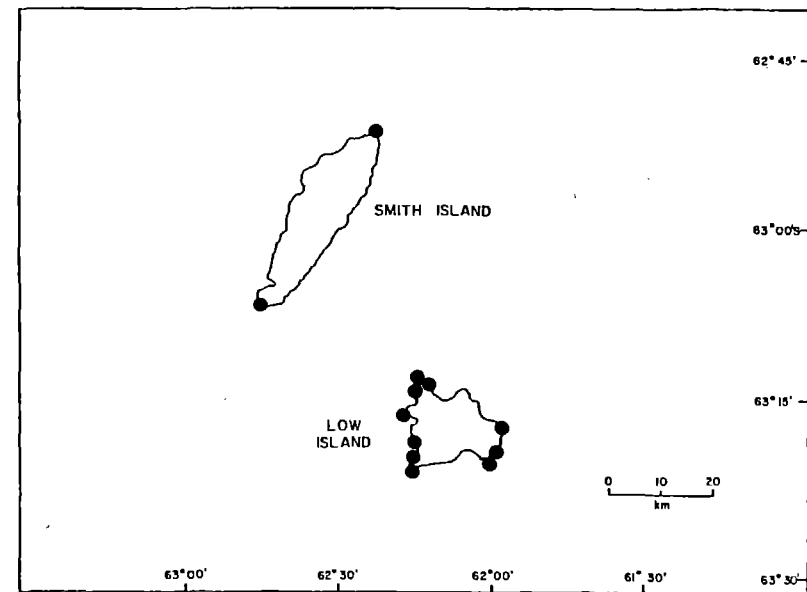 62° 45'
SMITH ISLAND
63° 00'S
63° 15'
LOW
ISLAND
0 10 20
km
63° 00' 62° 30' 62° 00' 61° 30'
63° 30'